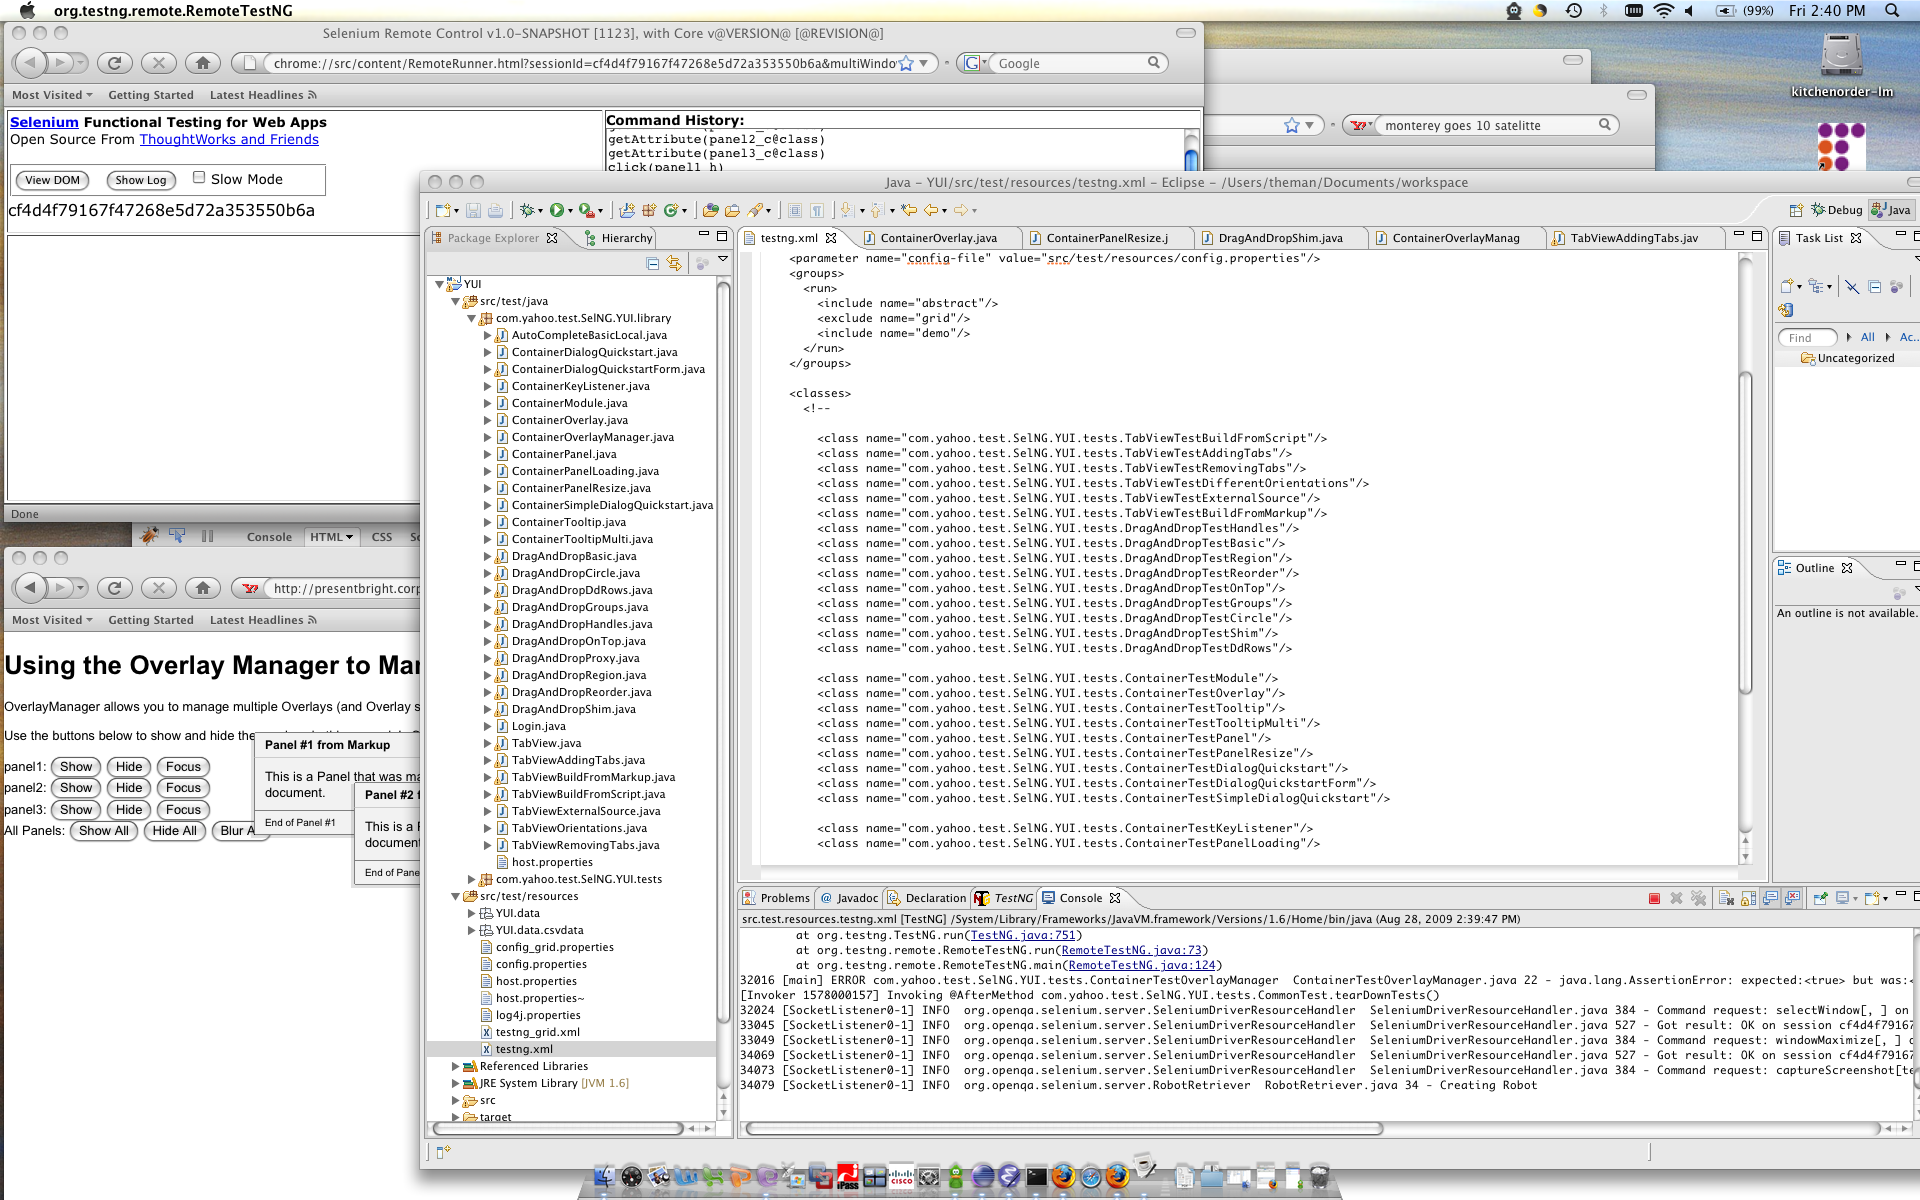 org.testng.remote.RemoteTestNG
(99%) Fri 2:40 PM
Selenium Remote Control v1.0-SNAPSHOT [1123], with Core v@VERSION@ [@REVISION@]
chrome://src/content/RemoteRunner.html?sessionId=cf4d4f79167f47268e5d72a353550b6a&multiWindo
Google
Most Visited Getting Started Latest Headlines
kitchenorder-lm
monterey goes 10 satelitte
Selenium Functional Testing for Web Apps
Open Source From ThoughtWorks and Friends
View DOM Show Log Slow Mode
cf4d4f79167f47268e5d72a353550b6a
Command History:
getAttribute(panel2_c@class)
getAttribute(panel3_c@class)
click(panel1_h)
Done
Console HTML CSS
http://presentbright.corp
Most Visited Getting Started Latest Headlines
Using the Overlay Manager to Ma
OverlayManager allows you to manage multiple Overlays (and Overlay s
Use the buttons below to show and hide the
panel1: Show Hide Focus
panel2: Show Hide Focus
panel3: Show Hide Focus
All Panels: Show All Hide All Blur A
Panel #1 from Markup
This is a Panel that was ma
document.
End of Panel #1
Panel #2 f
This is a P
document
End of Pane
Java - YUI/src/test/resources/testng.xml - Eclipse - /Users/theman/Documents/workspace
Debug Java
Package Explorer Hierarchy
YUI
src/test/java
com.yahoo.test.SelNG.YUI.library
AutoCompleteBasicLocal.java
ContainerDialogQuickstart.java
ContainerDialogQuickstartForm.java
ContainerKeyListener.java
ContainerModule.java
ContainerOverlay.java
ContainerOverlayManager.java
ContainerPanel.java
ContainerPanelLoading.java
ContainerPanelResize.java
ContainerSimpleDialogQuickstart.java
ContainerTooltip.java
ContainerTooltipMulti.java
DragAndDropBasic.java
DragAndDropCircle.java
DragAndDropDdRows.java
DragAndDropGroups.java
DragAndDropHandles.java
DragAndDropOnTop.java
DragAndDropProxy.java
DragAndDropRegion.java
DragAndDropReorder.java
DragAndDropShim.java
Login.java
TabView.java
TabViewAddingTabs.java
TabViewBuildFromMarkup.java
TabViewBuildFromScript.java
TabViewExternalSource.java
TabViewOrientations.java
TabViewRemovingTabs.java
host.properties
com.yahoo.test.SelNG.YUI.tests
src/test/resources
YUI.data
YUI.data.csvdata
config_grid.properties
config.properties
host.properties
host.properties~
log4j.properties
testng_grid.xml
testng.xml
Referenced Libraries
JRE System Library [JVM 1.6]
src
target
testng.xml ContainerOverlay.java ContainerPanelResize.j DragAndDropShim.java ContainerOverlayManag TabViewAddingTabs.jav
<parameter name="config-file" value="src/test/resources/config.properties"/>
<groups>
<run>
<include name="abstract"/>
<exclude name="grid"/>
<include name="demo"/>
</run>
</groups>
<classes>
<!--
<class name="com.yahoo.test.SelNG.YUI.tests.TabViewTestBuildFromScript"/>
<class name="com.yahoo.test.SelNG.YUI.tests.TabViewTestAddingTabs"/>
<class name="com.yahoo.test.SelNG.YUI.tests.TabViewTestRemovingTabs"/>
<class name="com.yahoo.test.SelNG.YUI.tests.TabViewTestDifferentOrientations"/>
<class name="com.yahoo.test.SelNG.YUI.tests.TabViewTestExternalSource"/>
<class name="com.yahoo.test.SelNG.YUI.tests.TabViewTestBuildFromMarkup"/>
<class name="com.yahoo.test.SelNG.YUI.tests.DragAndDropTestHandles"/>
<class name="com.yahoo.test.SelNG.YUI.tests.DragAndDropTestBasic"/>
<class name="com.yahoo.test.SelNG.YUI.tests.DragAndDropTestRegion"/>
<class name="com.yahoo.test.SelNG.YUI.tests.DragAndDropTestReorder"/>
<class name="com.yahoo.test.SelNG.YUI.tests.DragAndDropTestOnTop"/>
<class name="com.yahoo.test.SelNG.YUI.tests.DragAndDropTestGroups"/>
<class name="com.yahoo.test.SelNG.YUI.tests.DragAndDropTestCircle"/>
<class name="com.yahoo.test.SelNG.YUI.tests.DragAndDropTestShim"/>
<class name="com.yahoo.test.SelNG.YUI.tests.DragAndDropTestDdRows"/>
<class name="com.yahoo.test.SelNG.YUI.tests.ContainerTestModule"/>
<class name="com.yahoo.test.SelNG.YUI.tests.ContainerTestOverlay"/>
<class name="com.yahoo.test.SelNG.YUI.tests.ContainerTestTooltip"/>
<class name="com.yahoo.test.SelNG.YUI.tests.ContainerTestTooltipMulti"/>
<class name="com.yahoo.test.SelNG.YUI.tests.ContainerTestPanel"/>
<class name="com.yahoo.test.SelNG.YUI.tests.ContainerTestPanelResize"/>
<class name="com.yahoo.test.SelNG.YUI.tests.ContainerTestDialogQuickstart"/>
<class name="com.yahoo.test.SelNG.YUI.tests.ContainerTestDialogQuickstartForm"/>
<class name="com.yahoo.test.SelNG.YUI.tests.ContainerTestSimpleDialogQuickstart"/>
<class name="com.yahoo.test.SelNG.YUI.tests.ContainerTestKeyListener"/>
<class name="com.yahoo.test.SelNG.YUI.tests.ContainerTestPanelLoading"/>
Task List
Find All Ac..
Uncategorized
Outline
An outline is not available.
Problems Javadoc Declaration TestNG Console
src.test.resources.testng.xml [TestNG] /System/Library/Frameworks/JavaVM.framework/Versions/1.6/Home/bin/java (Aug 28, 2009 2:39:47 PM)
at org.testng.TestNG.run(TestNG.java:751)
at org.testng.remote.RemoteTestNG.run(RemoteTestNG.java:73)
at org.testng.remote.RemoteTestNG.main(RemoteTestNG.java:124)
32016 [main] ERROR com.yahoo.test.SelNG.YUI.tests.ContainerTestOverlayManager ContainerTestOverlayManager.java 22 - java.lang.AssertionError: expected:<true> but was:<
[Invoker 1578000157] Invoking @AfterMethod com.yahoo.test.SelNG.YUI.tests.CommonTest.tearDownTests()
32024 [SocketListener0-1] INFO org.openqa.selenium.server.SeleniumDriverResourceHandler SeleniumDriverResourceHandler.java 384 - Command request: selectWindow[, ] on
33045 [SocketListener0-1] INFO org.openqa.selenium.server.SeleniumDriverResourceHandler SeleniumDriverResourceHandler.java 527 - Got result: OK on session cf4d4f7916?
33049 [SocketListener0-1] INFO org.openqa.selenium.server.SeleniumDriverResourceHandler SeleniumDriverResourceHandler.java 384 - Command request: windowMaximize[, ]
34069 [SocketListener0-1] INFO org.openqa.selenium.server.SeleniumDriverResourceHandler SeleniumDriverResourceHandler.java 527 - Got result: OK on session cf4d4f7916
34073 [SocketListener0-1] INFO org.openqa.selenium.server.SeleniumDriverResourceHandler SeleniumDriverResourceHandler.java 384 - Command request: captureScreenshot[te
34079 [SocketListener0-1] INFO org.openqa.selenium.server.RobotRetriever RobotRetriever.java 34 - Creating Robot
iPass
CISCO